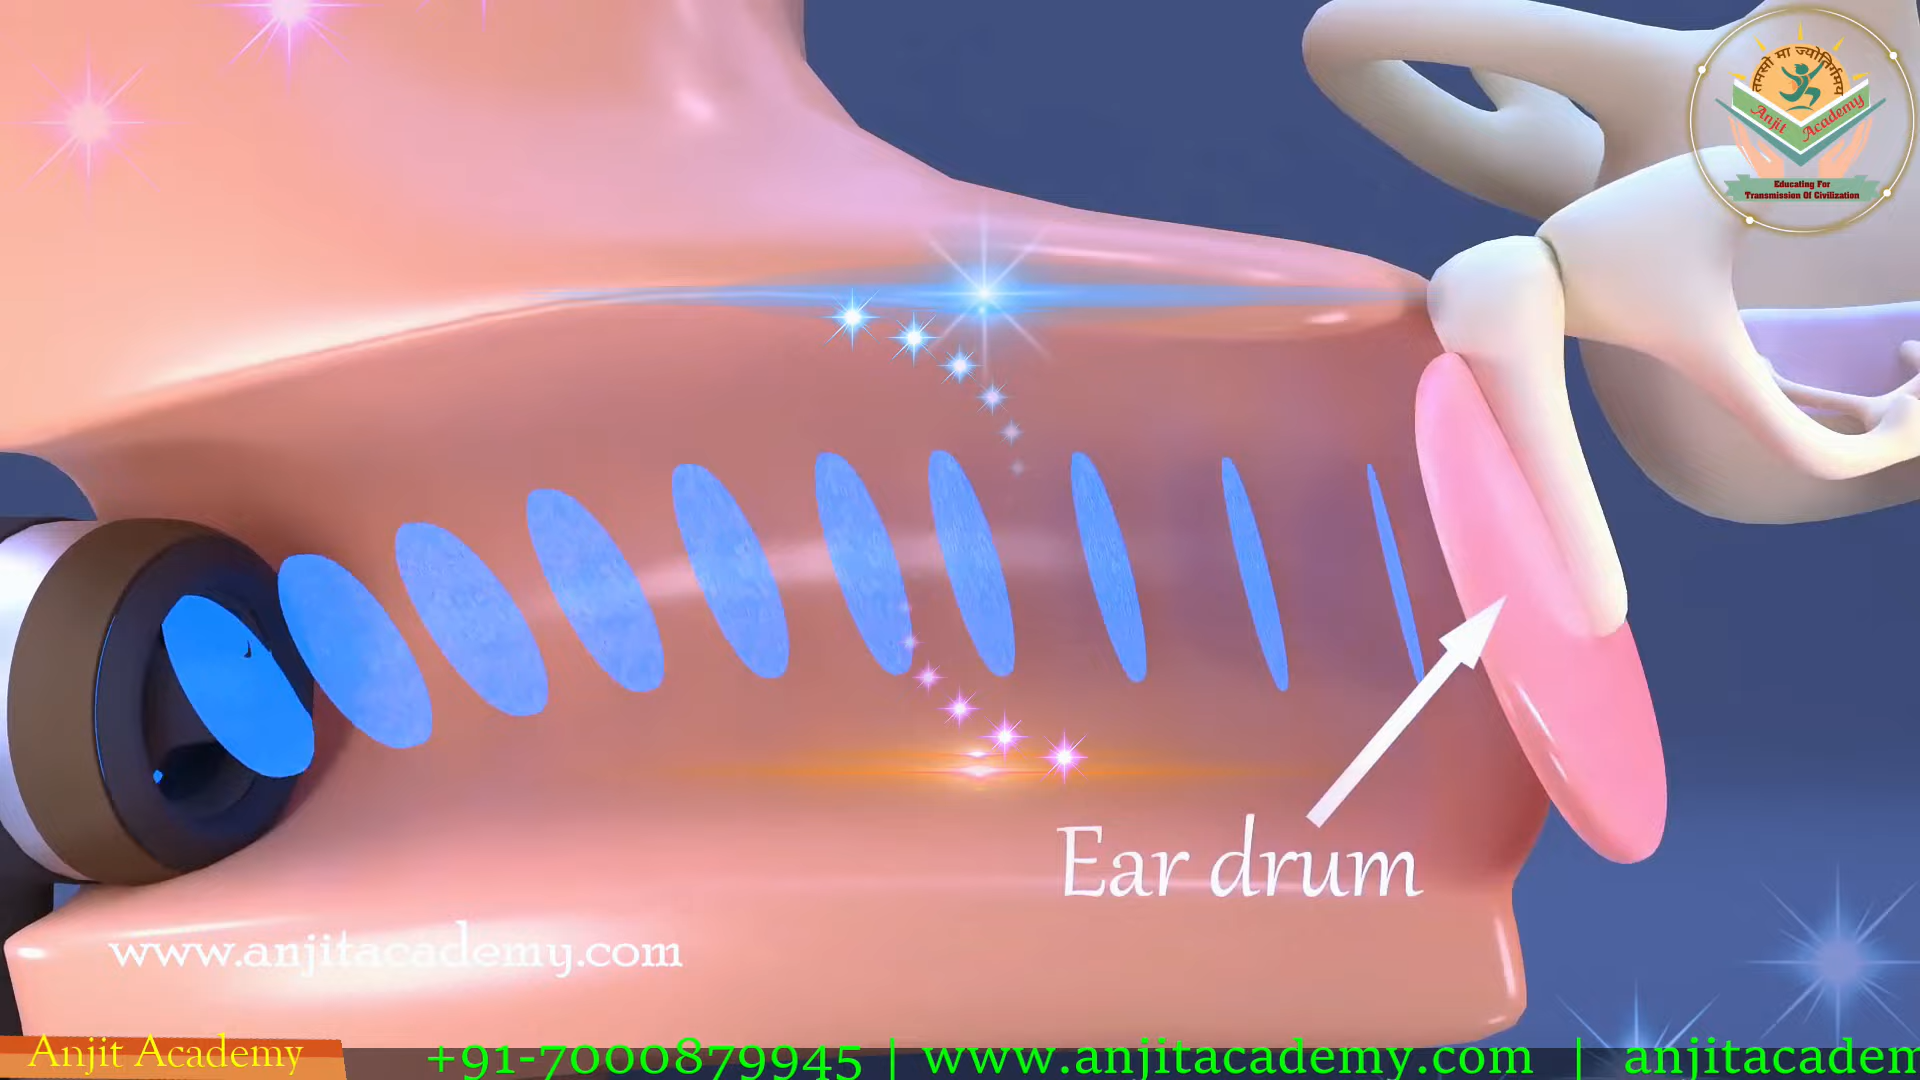 तमसो मा ज्योतिर्गमय
Anjit Academy
Educating For
Transmission Of Civilization
Ear drum
www.anjitacademy.com
Anjit Academy
+91-7000879945 | www.anjitacademy.com | anjitacadem